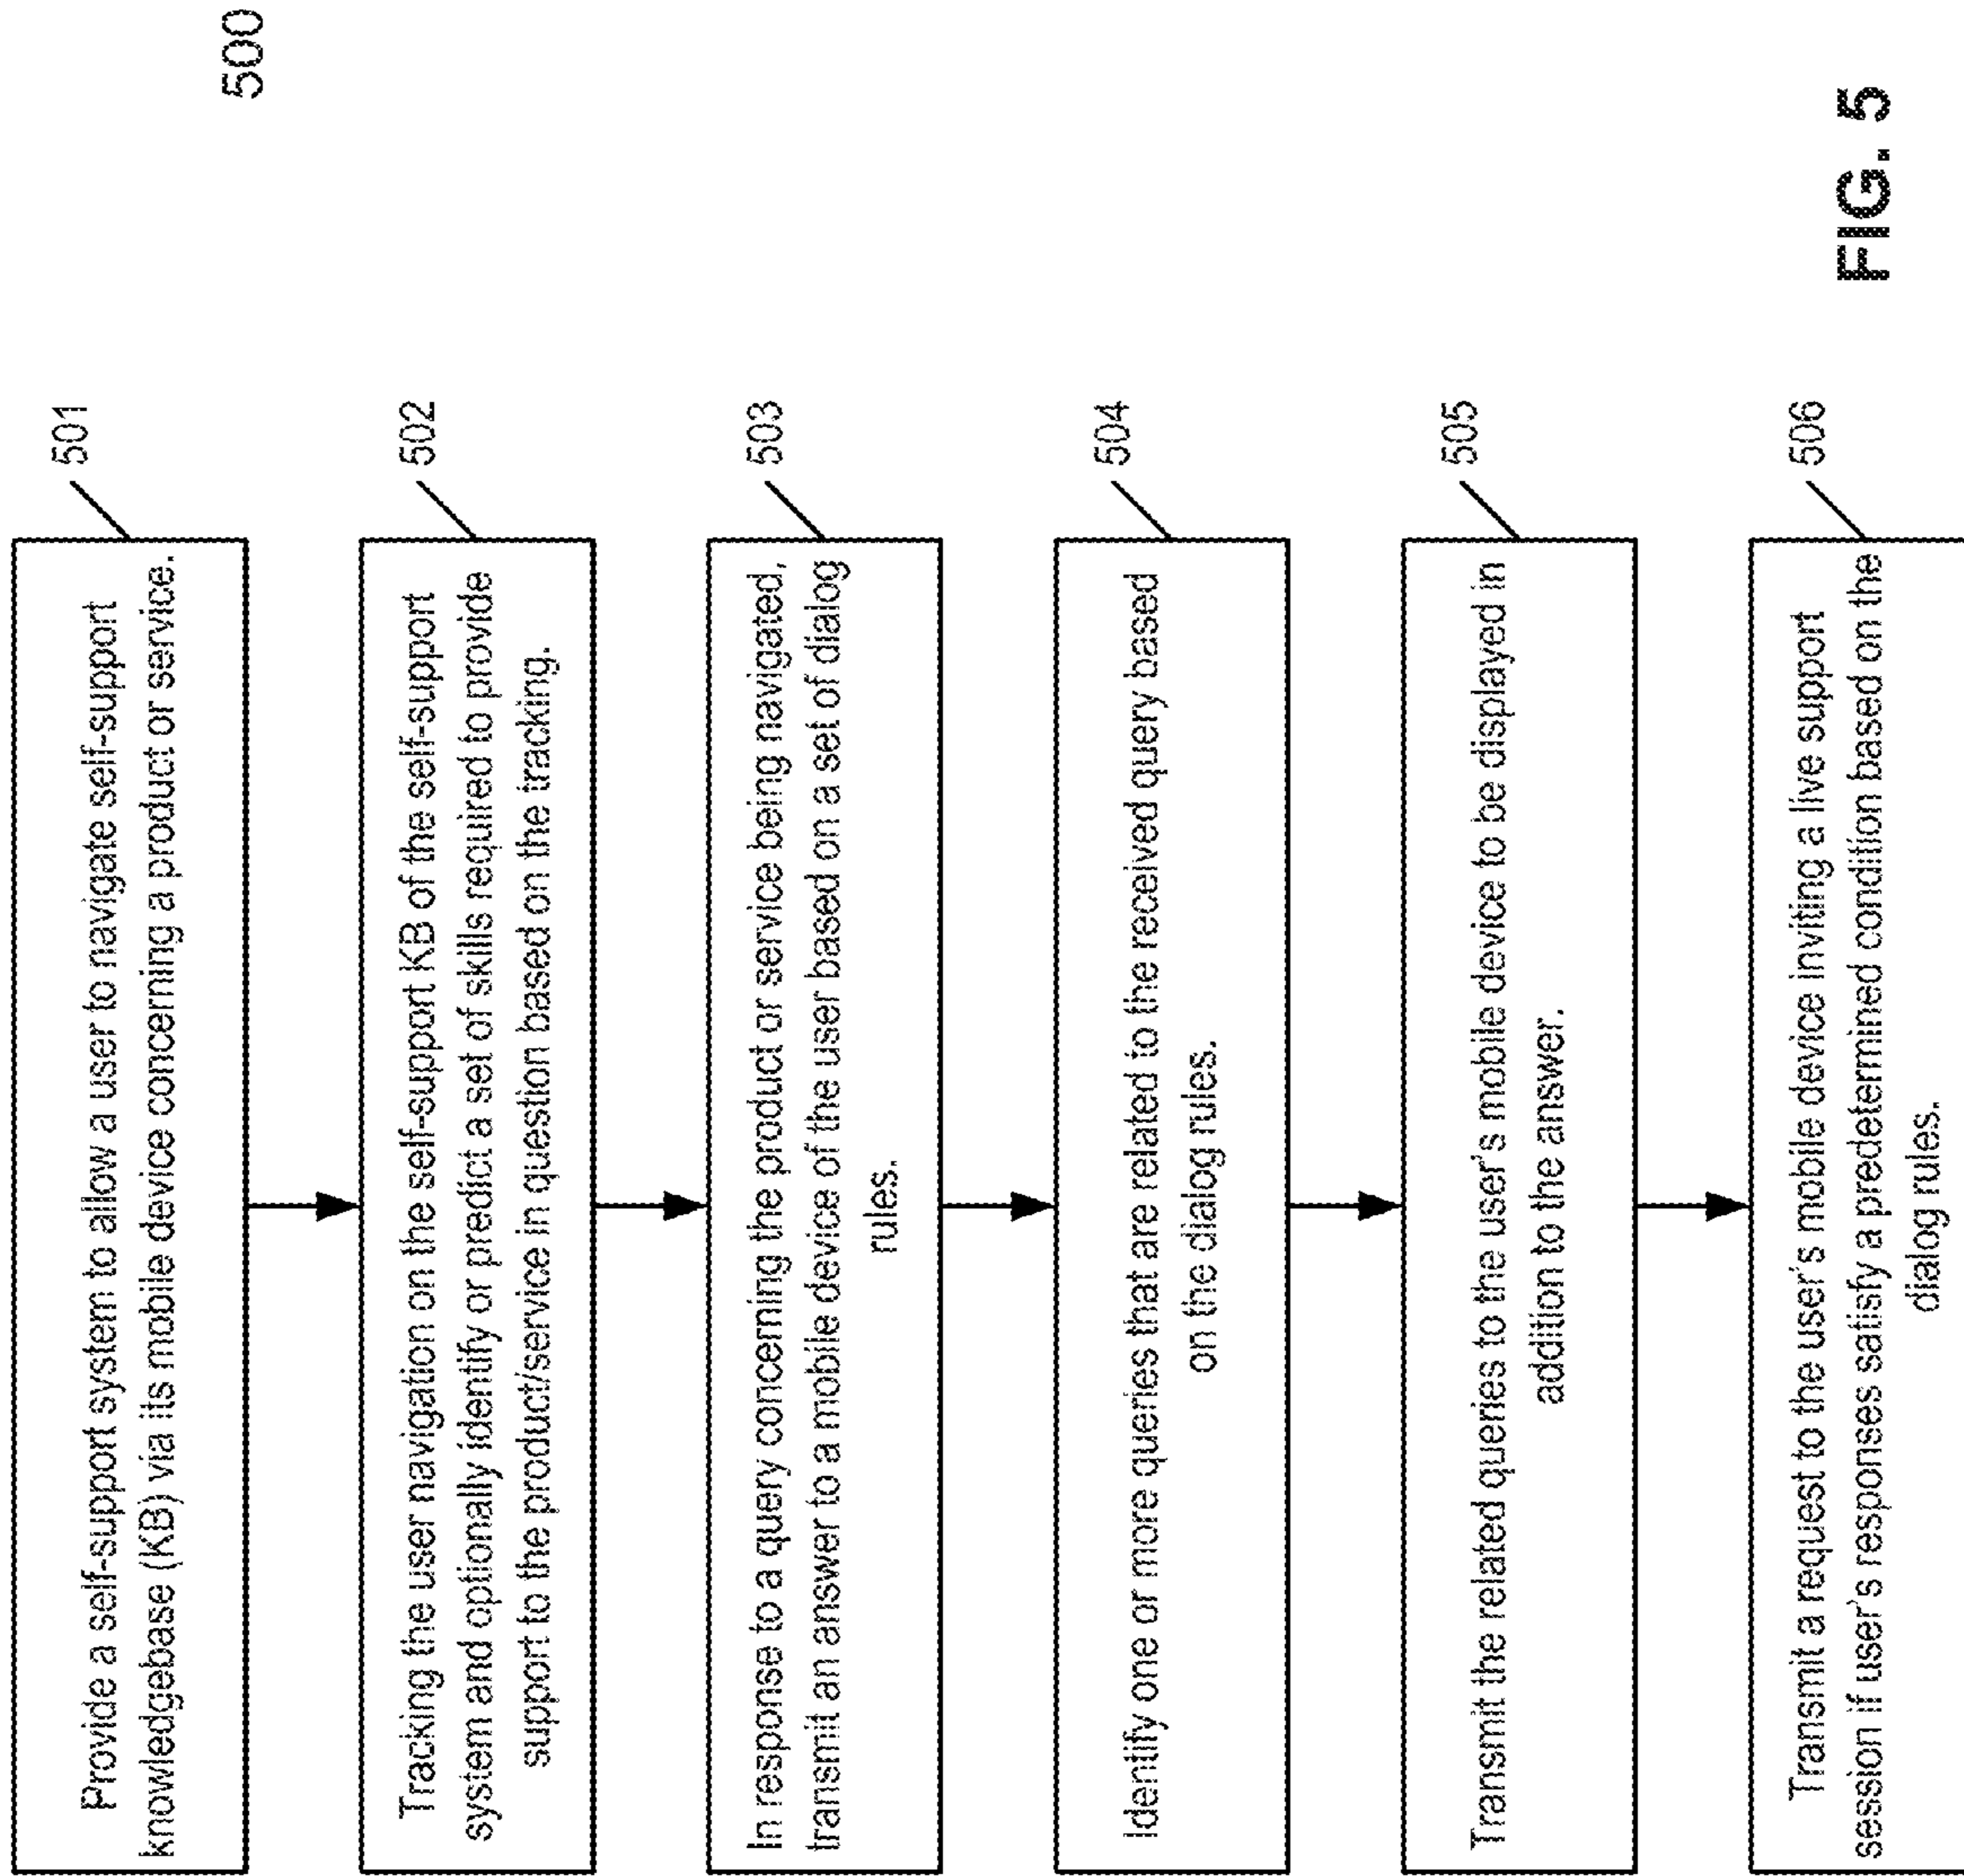 500
501
Provide a self-support system to allow a user to navigate self-support
knowledgebase (KB) via its mobile device concerning a product or service.
502
Tracking the user navigation on the self-support KB of the self-support
system and optionally identify or predict a set of skills required to provide
support to the product/service in question based on the tracking.
503
In response to a query concerning the product or service being navigated,
transmit an answer to a mobile device of the user based on a set of dialog
rules.
504
Identify one or more queries that are related to the received query based
on the dialog rules.
505
Transmit the related queries to the user's mobile device to be displayed in
addition to the answer.
506
Transmit a request to the user's mobile device inviting a live support
session if user's responses satisfy a predetermined condition based on the
dialog rules.
FIG. 5